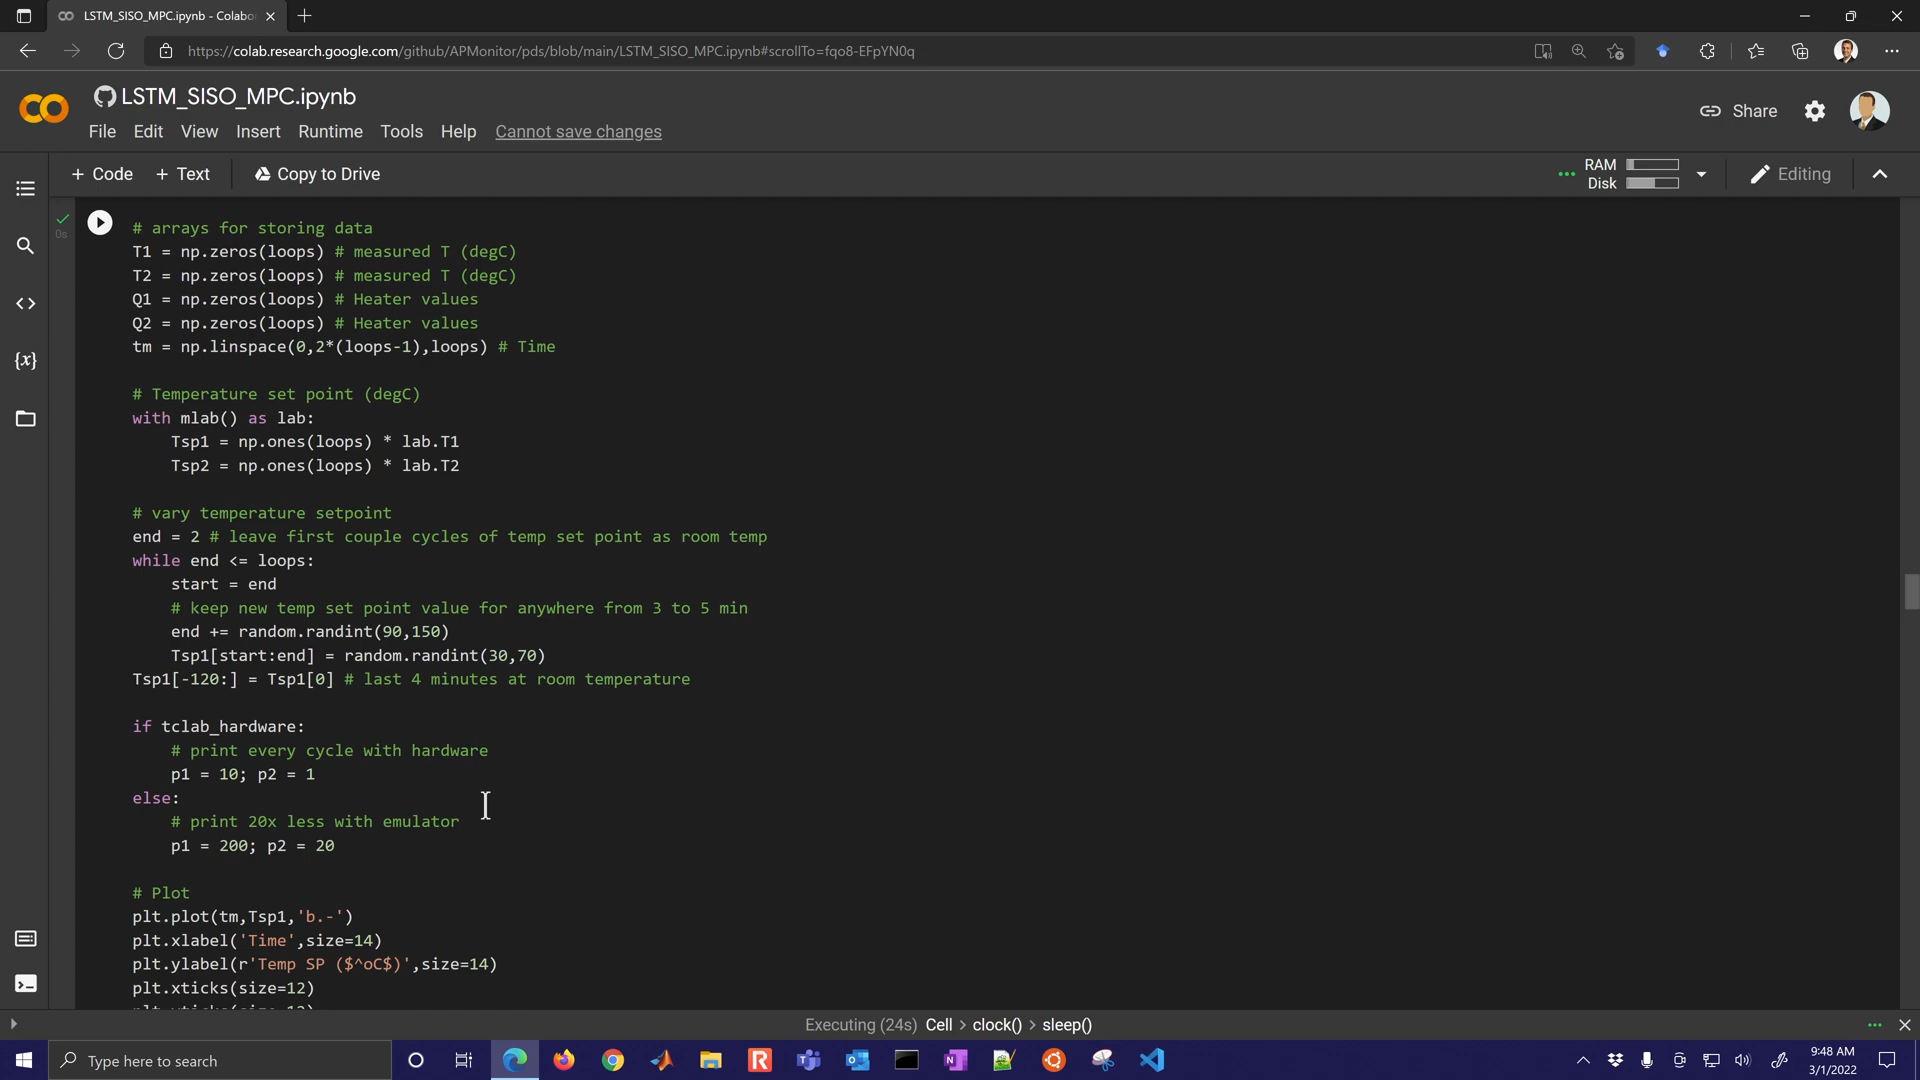 LSTM_SISO_MPC.ipynb - Colabo
https://colab.research.google.com/github/APMonitor/pds/blob/main/LSTM_SISO_MPC.ipynb#scrollTo=fqo8-EFpYN0q
LSTM_SISO_MPC.ipynb
Share
File Edit View Insert Runtime Tools Help Cannot save changes
+ Code + Text Copy to Drive
RAM
Disk
Editing
0s
{x}
# arrays for storing data
T1 = np.zeros(loops) # measured T (degC)
T2 = np.zeros(loops) # measured T (degC)
Q1 = np.zeros(loops) # Heater values
Q2 = np.zeros(loops) # Heater values
tm = np.linspace(0,2*(loops-1),loops) # Time
# Temperature set point (degC)
with mlab() as lab:
    Tsp1 = np.ones(loops) * lab.T1
    Tsp2 = np.ones(loops) * lab.T2
# vary temperature setpoint
end = 2 # leave first couple cycles of temp set point as room temp
while end <= loops:
    start = end
    # keep new temp set point value for anywhere from 3 to 5 min
    end += random.randint(90,150)
    Tsp1[start:end] = random.randint(30,70)
Tsp1[-120:] = Tsp1[0] # last 4 minutes at room temperature
if tclab_hardware:
    # print every cycle with hardware
    p1 = 10; p2 = 1
else:
    # print 20x less with emulator
    p1 = 200; p2 = 20
# Plot
plt.plot(tm,Tsp1,'b.-')
plt.xlabel('Time',size=14)
plt.ylabel(r'Temp SP ($^oC$)',size=14)
plt.xticks(size=12)
Executing (24s) Cell > clock() > sleep()
Type here to search
9:48 AM
3/1/2022